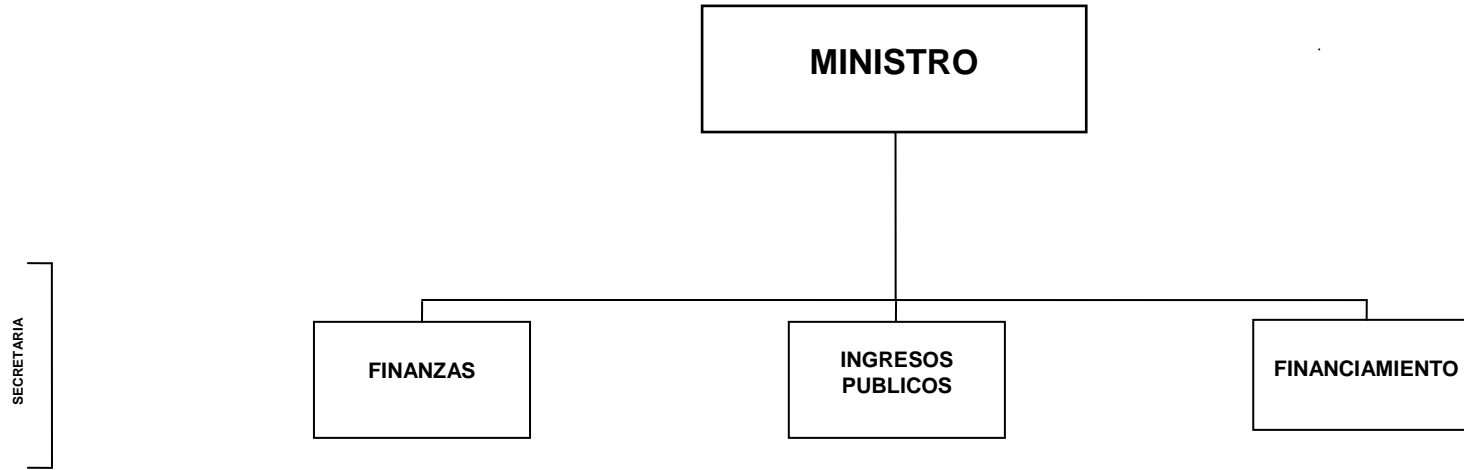 MINISTRO
SECRETARIA
FINANZAS
INGRESOS
PUBLICOS
FINANCIAMIENTO